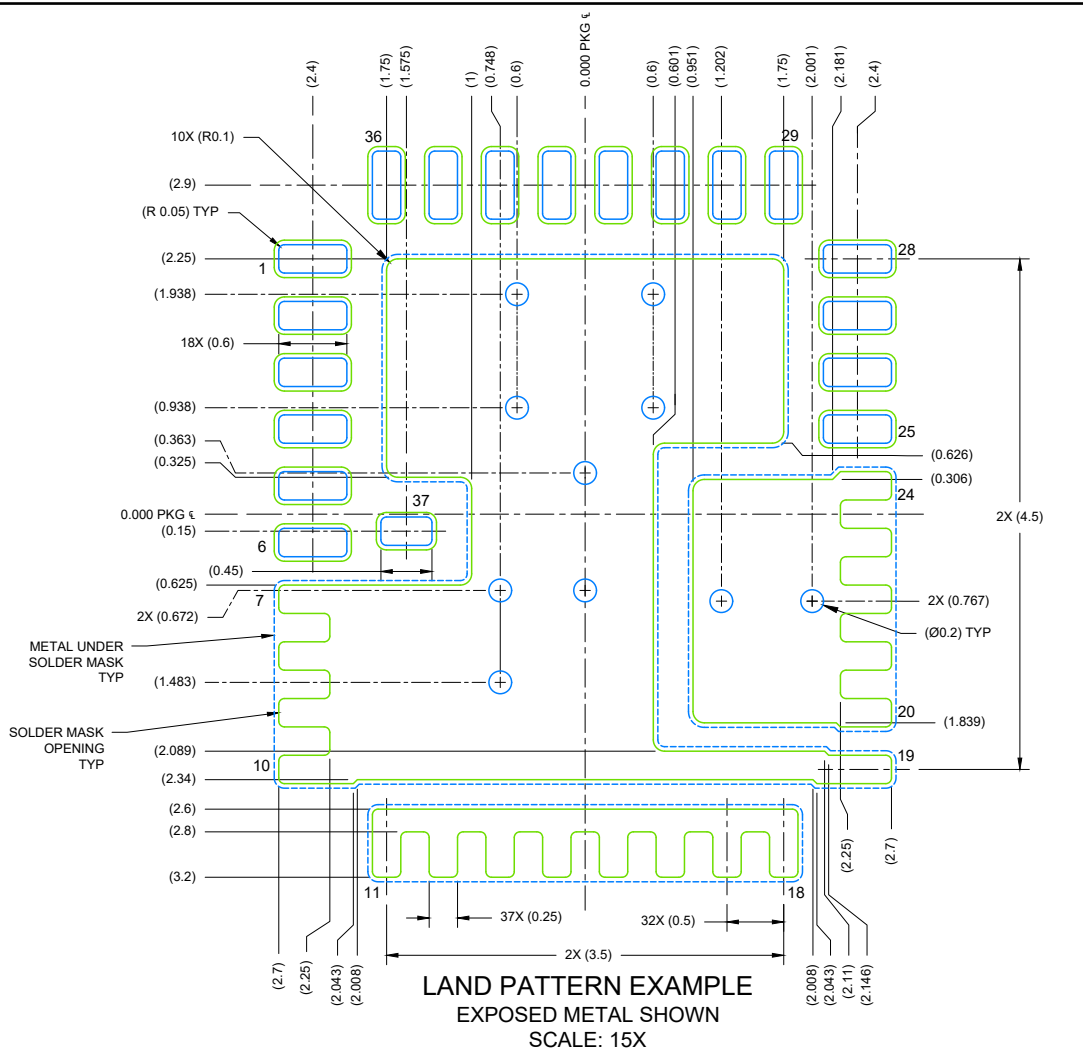 (2.4)
(1.75)
(1.575)
(1)
(0.748)
(0.6)
0.000 PKG ℄
(0.6)
(0.601)
(0.951)
(1.202)
(1.75)
(2.001)
(2.181)
(2.4)
10X (R0.1)
36
29
(2.9)
(R 0.05) TYP
(2.25)
1
28
(1.938)
18X (0.6)
(0.938)
25
(0.363)
(0.626)
(0.325)
(0.306)
37
24
0.000 PKG ℄
2X (4.5)
(0.15)
6
(0.45)
(0.625)
7
2X (0.672)
2X (0.767)
(Ø0.2) TYP
METAL UNDER
SOLDER MASK
TYP
(1.483)
SOLDER MASK
OPENING
TYP
20
(1.839)
(2.089)
10
19
(2.34)
(2.6)
(2.8)
(3.2)
11
18
(2.25)
(2.7)
37X (0.25)
32X (0.5)
2X (3.5)
(2.7)
(2.25)
(2.043)
(2.008)
(2.008)
(2.043)
(2.11)
(2.146)
LAND PATTERN EXAMPLE
EXPOSED METAL SHOWN
SCALE: 15X